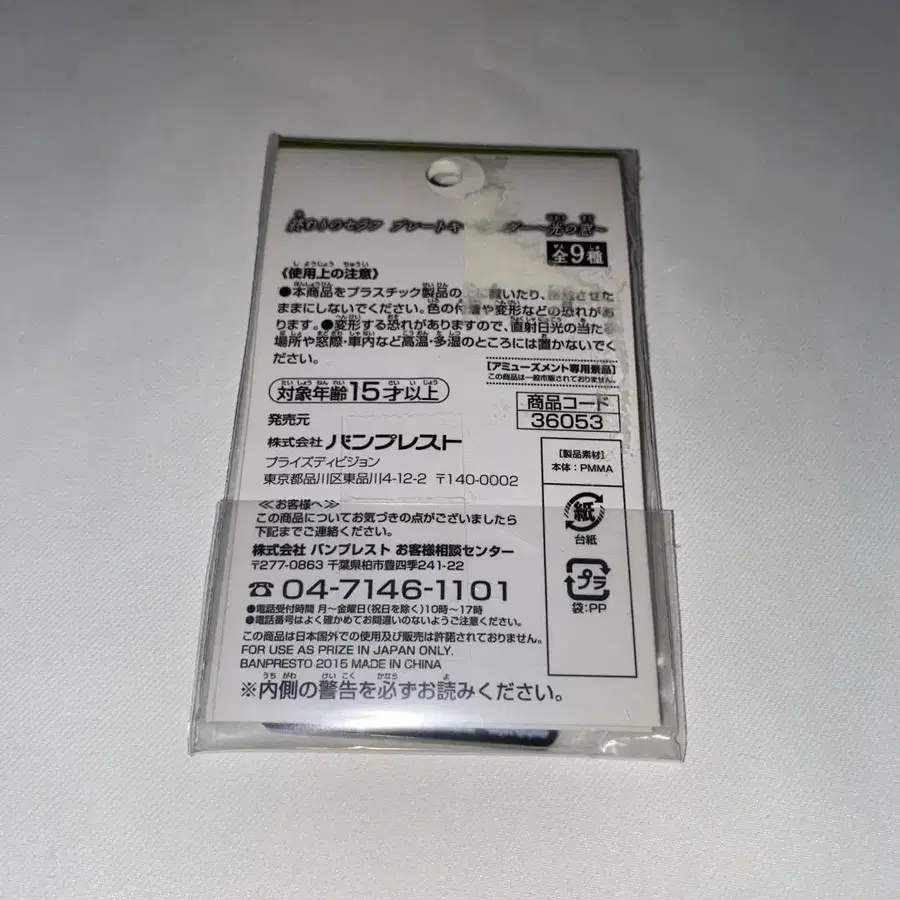 終わりのセラフ プレートキ ダー～光の翼～
全9種
《使用上の注意》
●本商品をプラスチック製品の上に置いたり、 させた
ままにしないでください。色の付着や変形などの恐れがあ
ります。●変形する恐れがありますので、直射日光の当たる
場所や窓際・車内など高温・多湿のところには置かないでく
ださい。
[アミューズメント専用景品]
この商品は一般市販されておりません。
対象年齢15才以上
商品コード
36053
発売元
株式会社 バンプレスト
プライズディビジョン
東京都品川区東品川4-12-2 〒140-0002
[製品素材]
本体:PMMA
紙
台紙
プラ
袋:PP
≪お客様へ≫
この商品についてお気づきの点がございましたら
下記までご連絡ください。
株式会社 バンプレスト お客様相談センター
〒277-0863 千葉県柏市豊四季241-22
☎04-7146-1101
●電話受付時間 月～金曜日(祝日を除く)10時～17時
●電話番号はよく確かめてお間違いのないようご注意ください。
この商品は日本国外での使用及び販売は許諾されておりません。
FOR USE AS PRIZE IN JAPAN ONLY.
BANPRESTO 2015 MADE IN CHINA
※内側の警告を必ずお読みください。